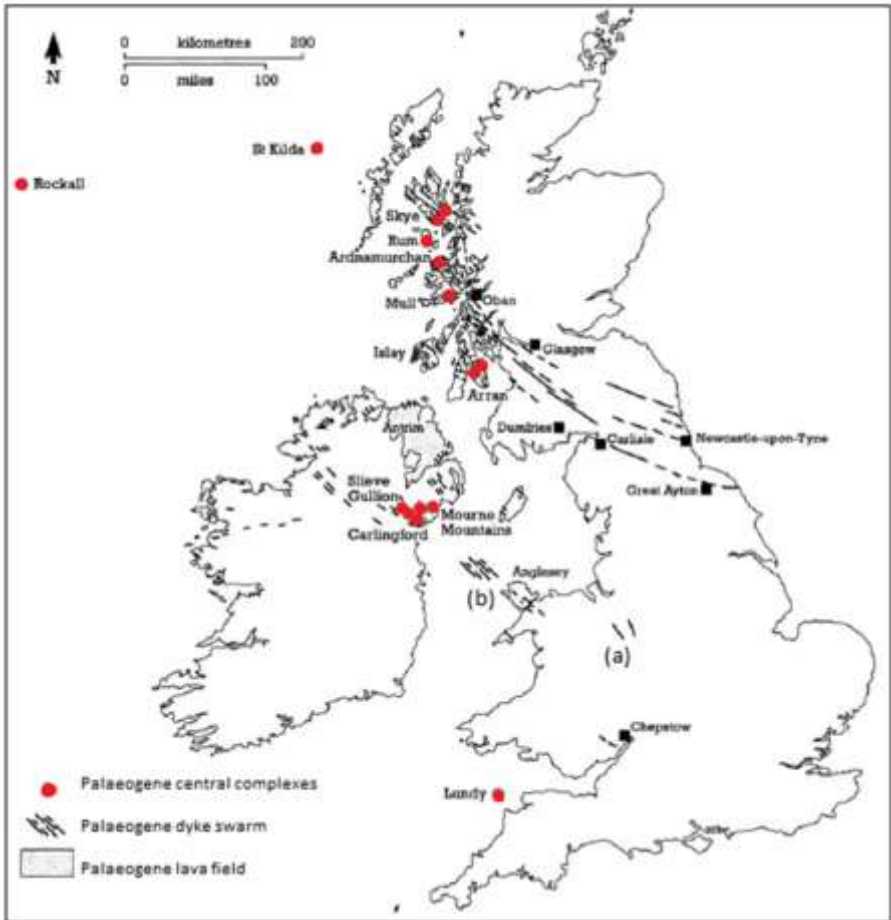 0 kilometres 200
0 miles 100
N
St Kilda
Rockall
Skye
Rum
Ardnamurchan
Mull
Oban
Islay
Glasgow
Arran
Antrim
Dumfries
Carlisle
Newcastle-upon-Tyne
Great Ayton
Slieve
Gullion
Mourne
Mountains
Carlingford
Anglesey
(b)
(a)
Chepstow
Lundy
Palaeogene central complexes
Palaeogene dyke swarm
Palaeogene lava field